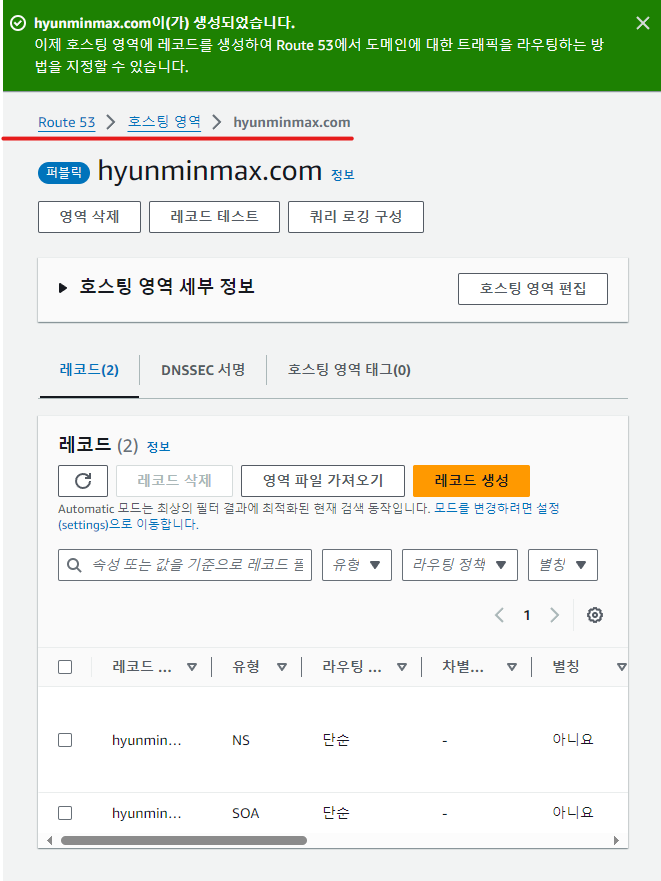 hyunminmax.com이(가) 생성되었습니다.
이제 호스팅 영역에 레코드를 생성하여 Route 53에서 도메인에 대한 트래픽을 라우팅하는 방
법을 지정할 수 있습니다.
Route 53 > 호스팅 영역 > hyunminmax.com
퍼블릭 hyunminmax.com 정보
영역 삭제 레코드 테스트 쿼리 로깅 구성
호스팅 영역 세부 정보 호스팅 영역 편집
레코드(2) DNSSEC 서명 호스팅 영역 태그(0)
레코드 (2) 정보
레코드 삭제 영역 파일 가져오기 레코드 생성
Automatic 모드는 최상의 필터 결과에 최적화된 현재 검색 동작입니다. 모드를 변경하려면 설정
(settings)으로 이동합니다.
속성 또는 값을 기준으로 레코드 필 유형 라우팅 정책 별칭
1
레코드 ... 유형 라우팅 ... 차별... 별칭
hyunmin... NS 단순 - 아니요
hyunmin... SOA 단순 - 아니요